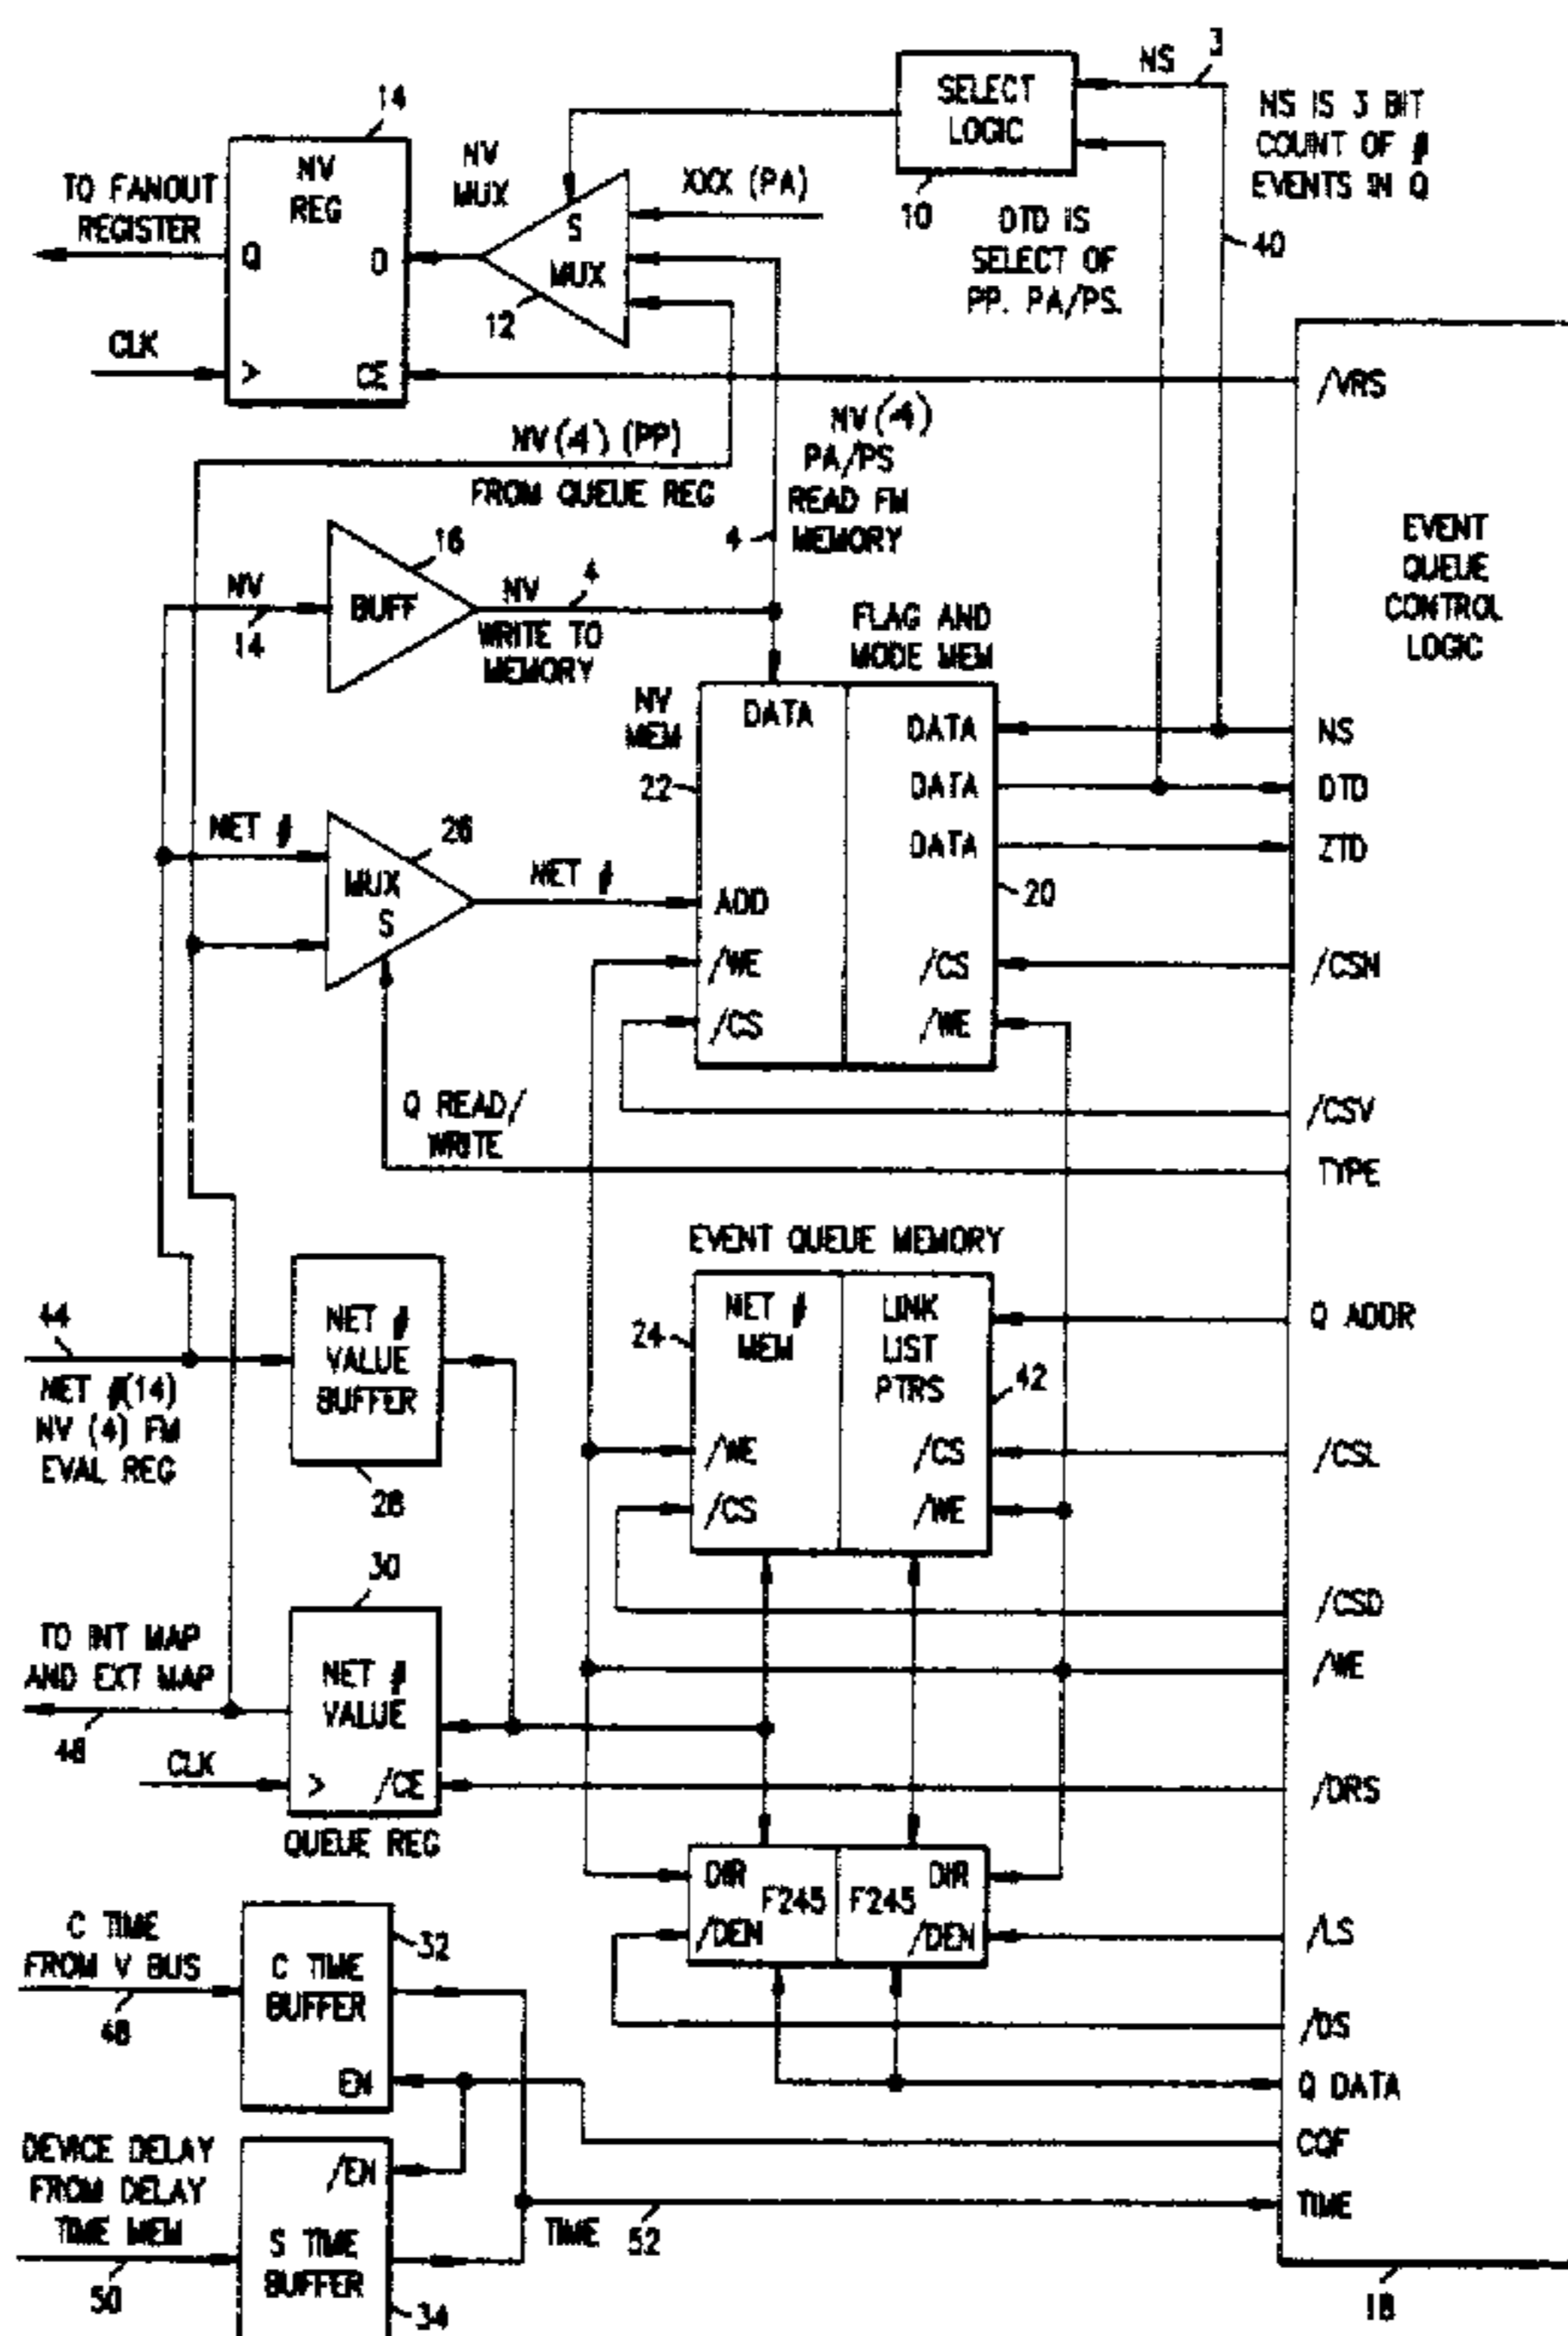 NS 3
SELECT
LOGIC
10
NS IS 3 BIT
COUNT OF #
EVENTS IN Q
40
DTD IS
SELECT OF
PP. PA/PS.
14
NV
REG
Q
D
>
CE
TO FANOUT
REGISTER
CLK
NV
MUX
S
MUX
12
XXX (PA)
NV(4) (PP)
FROM QUEUE REG
NV(4)
PA/PS
READ FM
MEMORY
4
16
NV
14
BUFF
NV
4
WRITE TO
MEMORY
FLAG AND
MODE MEM
NV
MEM
22
DATA
DATA
DATA
DATA
ADD
/WE
/CS
/CS
/WE
20
NET #
26
MUX
S
NET #
Q READ/
WRITE
EVENT QUEUE MEMORY
24
NET #
MEM
LINK
LIST
PTRS
42
/WE
/CS
/CS
/WE
44
NET #(14)
NV (4) FM
EVAL REG
NET #
VALUE
BUFFER
28
30
TO INT MAP
AND EXT MAP
46
CLK
NET #
VALUE
>
/CE
QUEUE REG
DIR
F245
/DEN
F245
DIR
/DEN
C TIME
FROM V BUS
48
C TIME
BUFFER
EN
32
DEVICE DELAY
FROM DELAY
TIME MEM
50
/EN
S TIME
BUFFER
34
TIME
52
EVENT
QUEUE
CONTROL
LOGIC
/VRS
NS
DTD
ZTD
/CSN
/CSV
TYPE
Q ADDR
/CSL
/CSD
/WE
/DRS
/LS
/DS
Q DATA
CQF
TIME
18